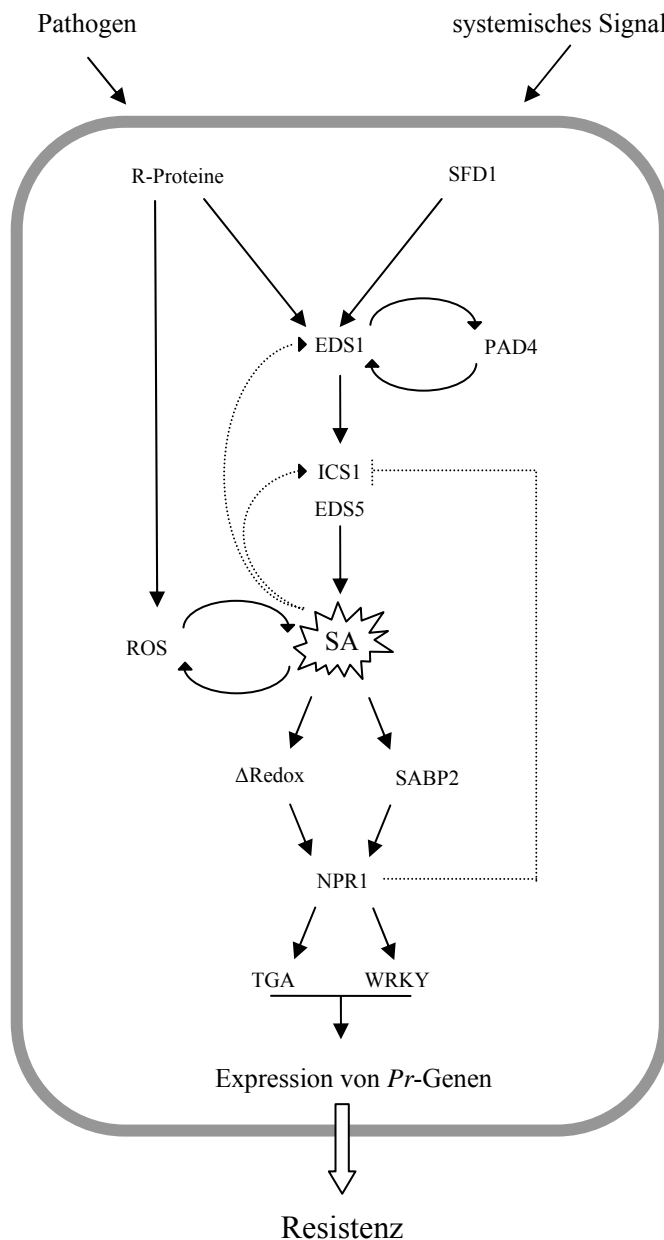 Pathogen
systemisches Signal
R-Proteine
SFD1
EDS1
PAD4
ICS1
EDS5
SA
ROS
ΔRedox
SABP2
NPR1
TGA
WRKY
Expression von Pr-Genen
Resistenz